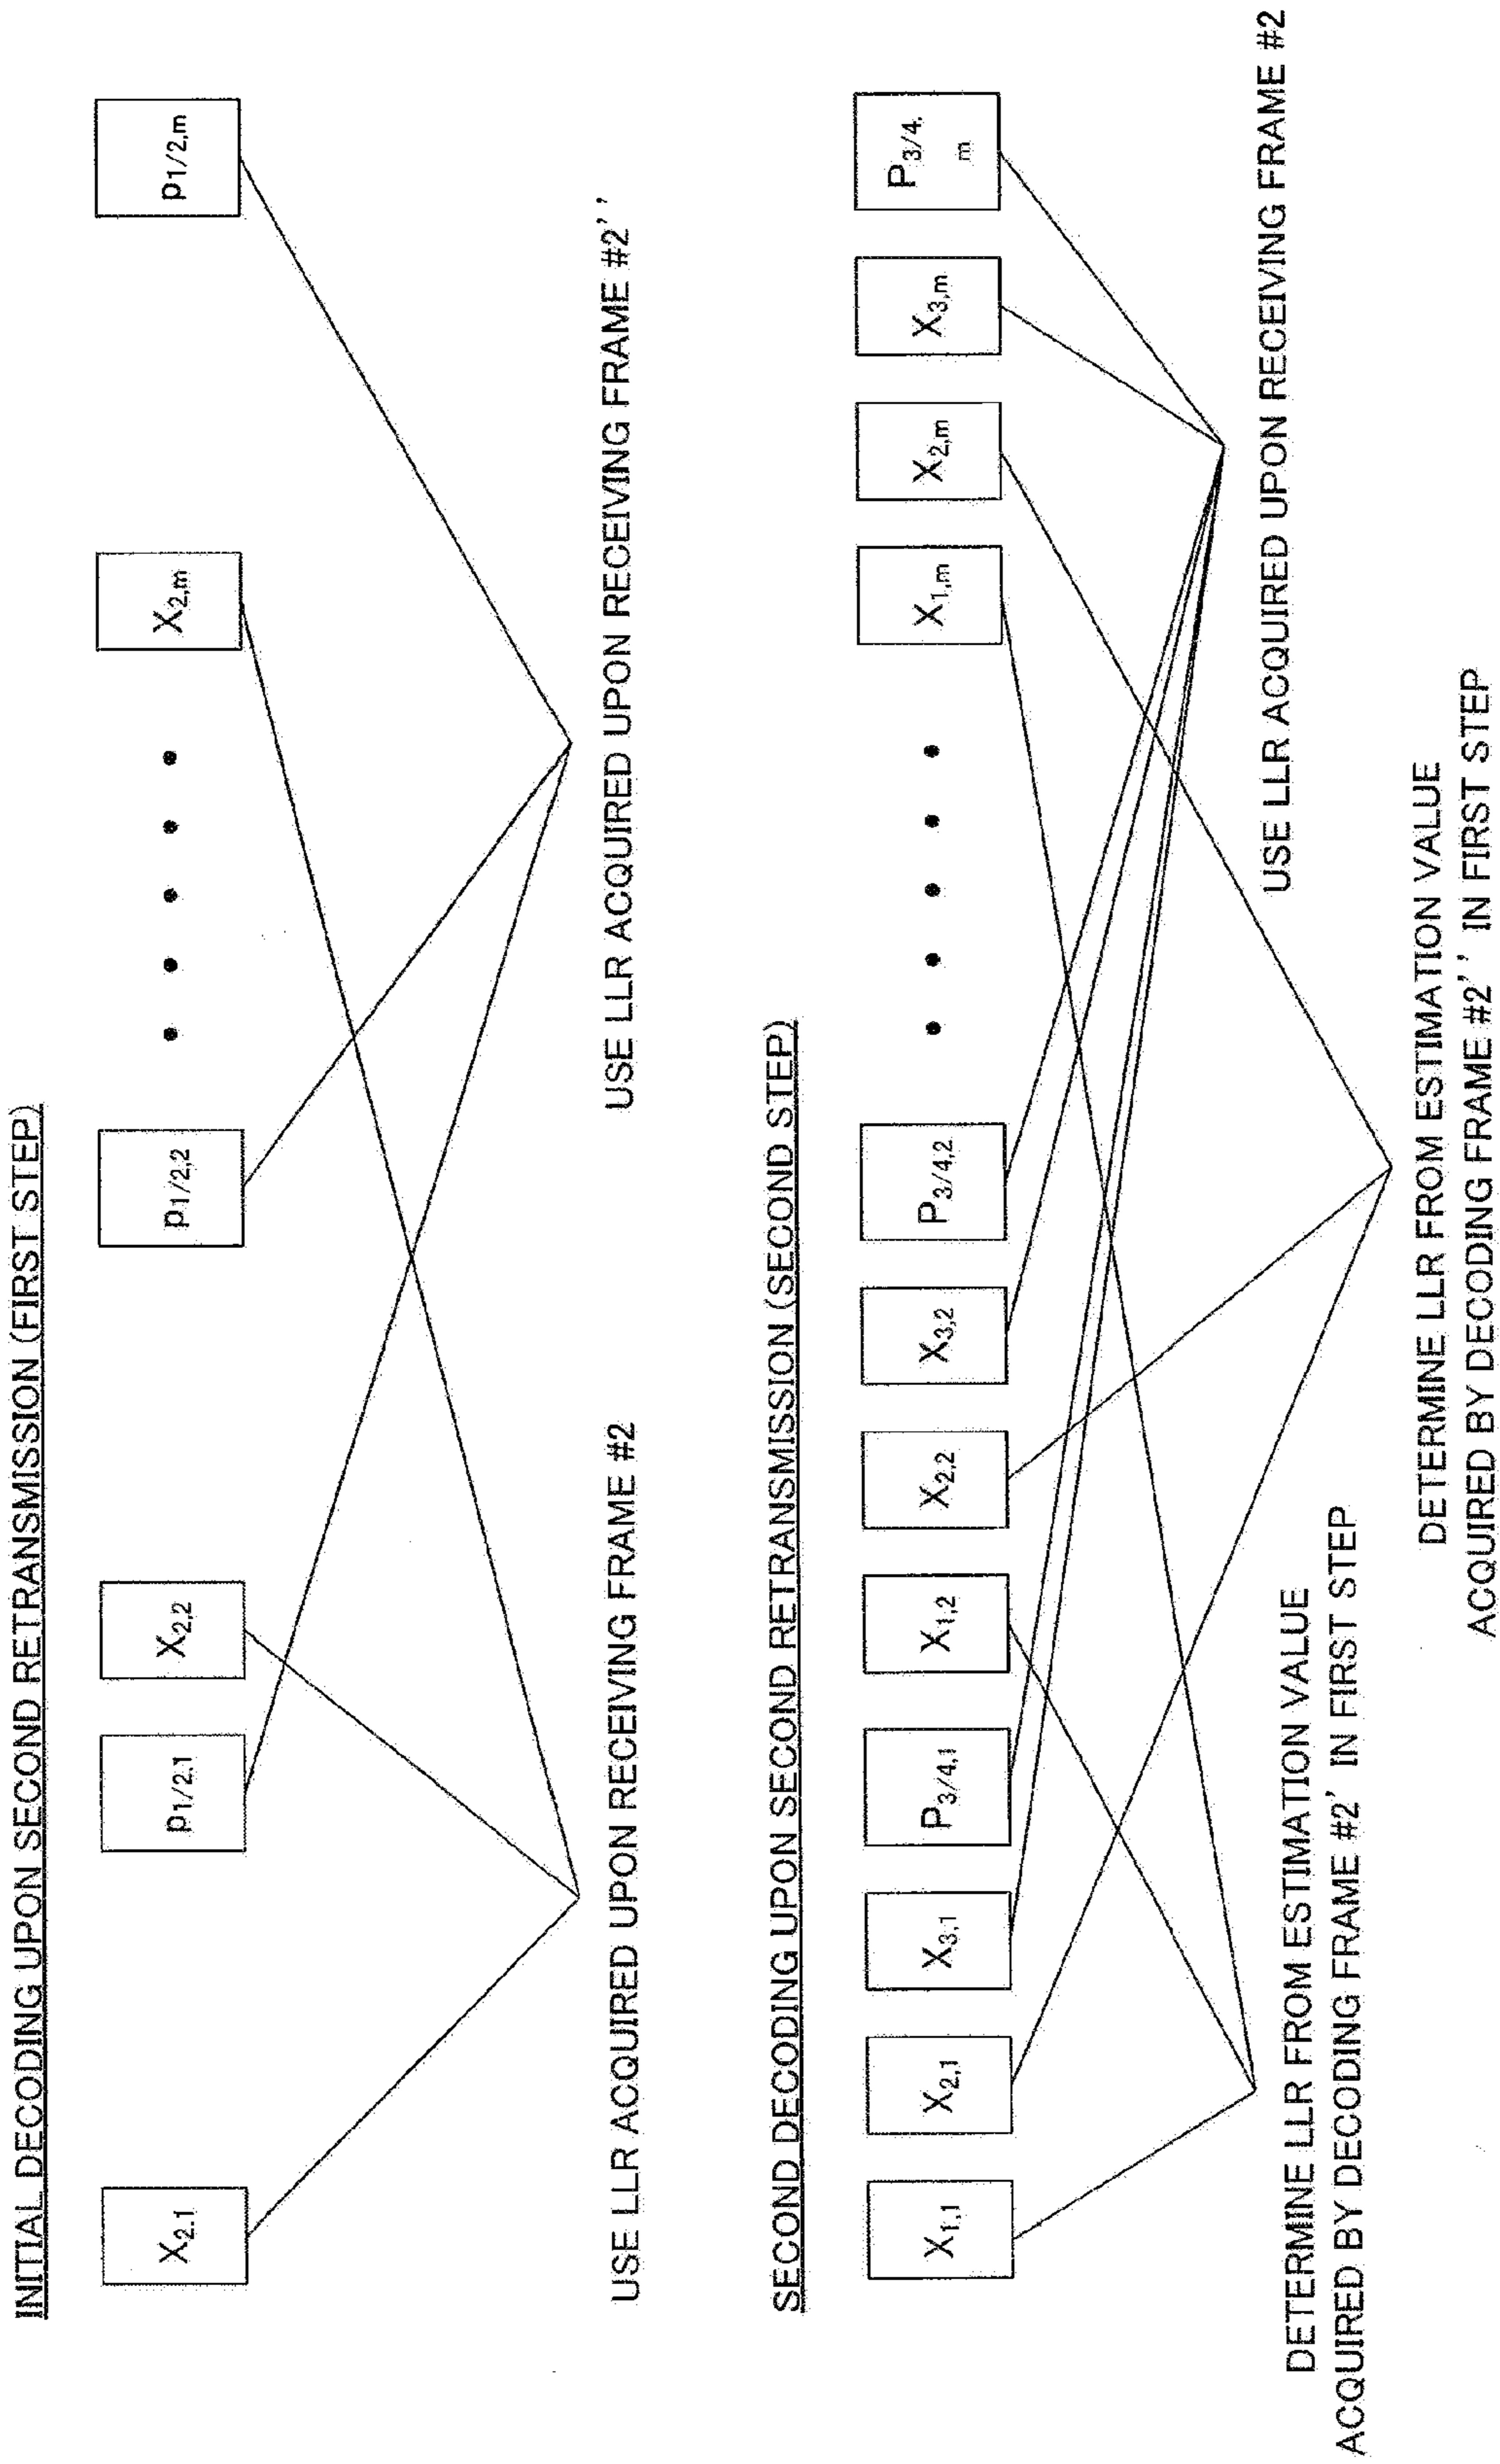 INITIAL DECODING UPON SECOND RETRANSMISSION (FIRST STEP)
X2,1 p1/2,1 X2,2 p1/2,2 X2,m p1/2,m
USE LLR ACQUIRED UPON RECEIVING FRAME #2
USE LLR ACQUIRED UPON RECEIVING FRAME #2''
SECOND DECODING UPON SECOND RETRANSMISSION (SECOND STEP)
X1,1 X2,1 X3,1 P3/4,1 X1,2 X2,2 X3,2 P3/4,2 X1,m X2,m X3,m P3/4,
m
DETERMINE LLR FROM ESTIMATION VALUE
ACQUIRED BY DECODING FRAME #2' IN FIRST STEP
USE LLR ACQUIRED UPON RECEIVING FRAME #2
DETERMINE LLR FROM ESTIMATION VALUE
ACQUIRED BY DECODING FRAME #2'' IN FIRST STEP